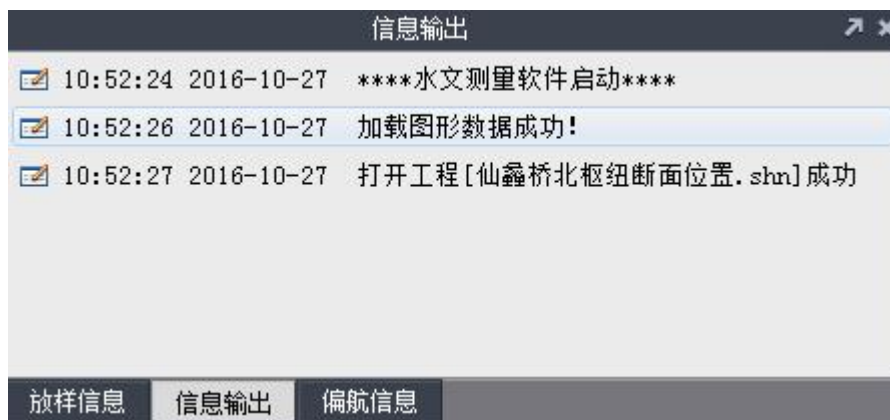 信息输出
10:52:24 2016-10-27 ****水文测量软件启动****
10:52:26 2016-10-27 加载图形数据成功!
10:52:27 2016-10-27 打开工程[仙蠡桥北枢纽断面位置.shn]成功
放样信息 信息输出 偏航信息